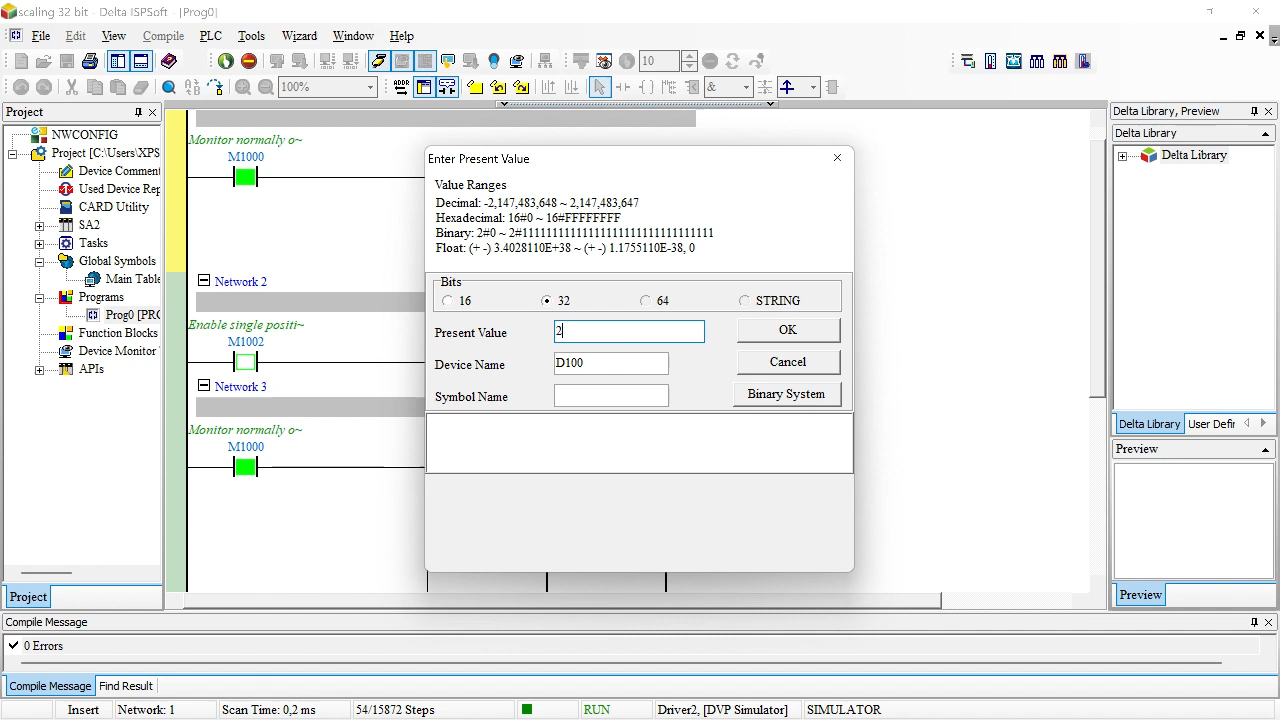 scaling 32 bit - Delta ISPSoft - [Prog0]
File Edit View Compile PLC Tools Wizard Window Help
10
100%
&
Project
NWCONFIG
Project [C:\Users\XPS
Device Comment
Used Device Rep
CARD Utility
SA2
Tasks
Global Symbols
Main Table
Programs
Prog0 [PRG
Function Blocks
Device Monitor
APIs
Project
Monitor normally o~
M1000
Network 2
Enable single positi~
M1002
Network 3
Monitor normally o~
M1000
Enter Present Value
Value Ranges
Decimal: -2,147,483,648 ~ 2,147,483,647
Hexadecimal: 16#0 ~ 16#FFFFFFFF
Binary: 2#0 ~ 2#11111111111111111111111111111111
Float: (+ -) 3.4028110E+38 ~ (+ -) 1.1755110E-38, 0
Bits
16 32 64 STRING
Present Value 2 OK
Device Name D100 Cancel
Symbol Name Binary System
Delta Library, Preview
Delta Library
Delta Library
Delta Library User Defin
Preview
Preview
Compile Message
0 Errors
Compile Message Find Result
Insert Network: 1 Scan Time: 0,2 ms 54/15872 Steps RUN Driver2, [DVP Simulator] SIMULATOR